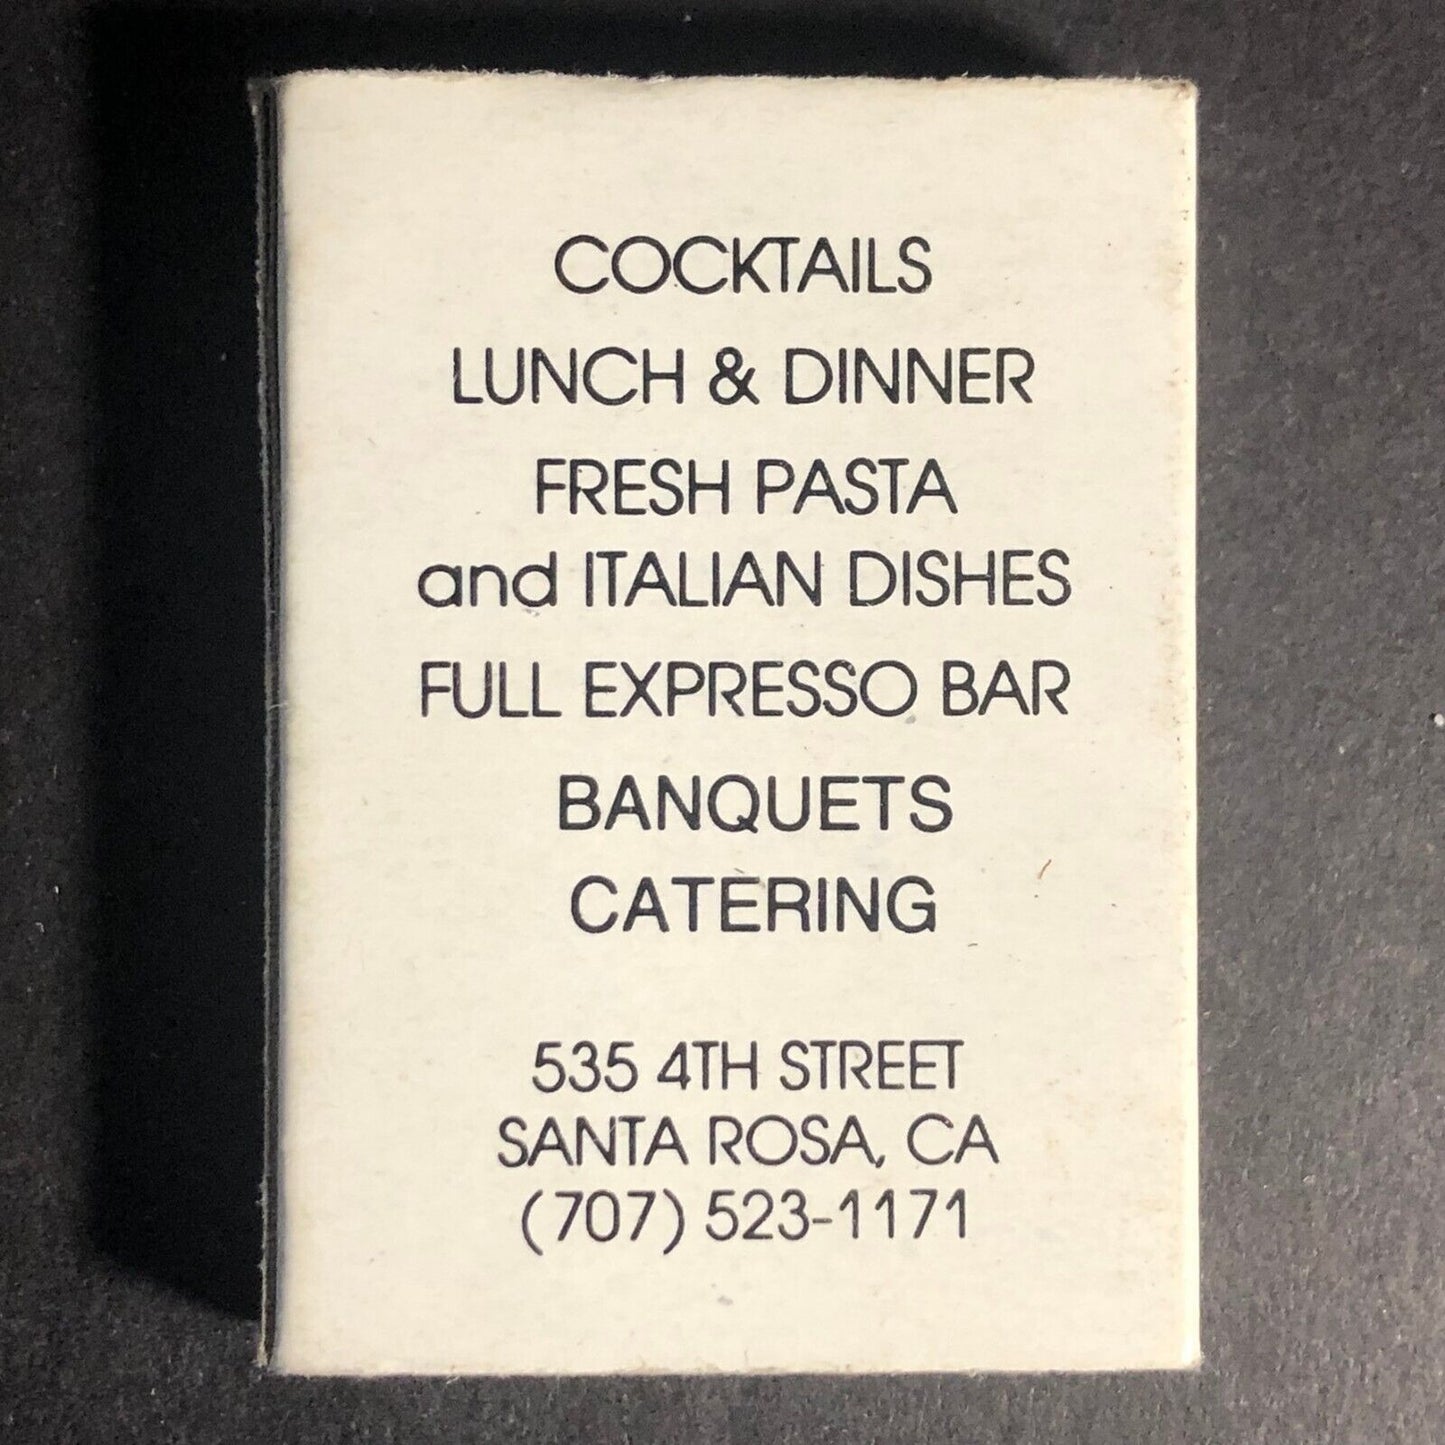 COCKTAILS
LUNCH & DINNER
FRESH PASTA
and ITALIAN DISHES
FULL EXPRESSO BAR
BANQUETS
CATERING
535 4TH STREET
SANTA ROSA, CA
(707) 523-1171